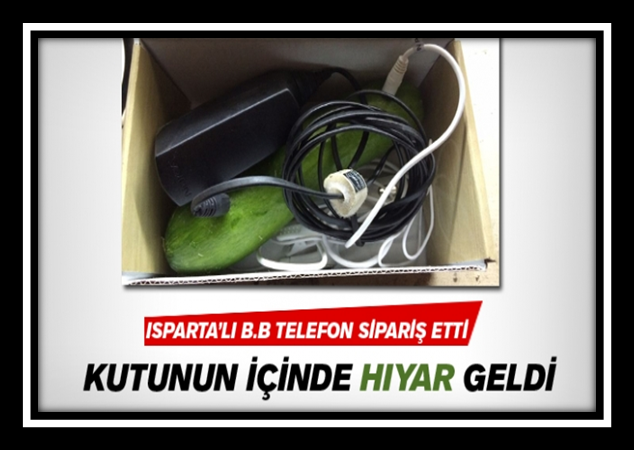 ISPARTA'LI B.B TELEFON SİPARİŞ ETTİ
KUTUNUN İÇİNDE HIYAR GELDİ